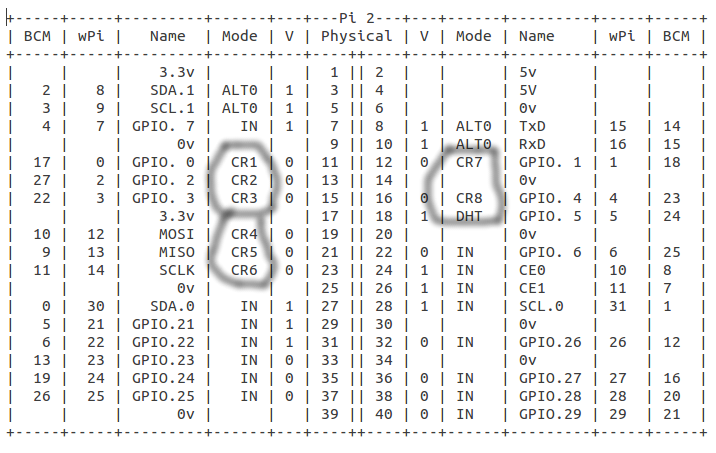 +-----+-----+---------+------+---+---Pi 2---+---+------+---------+-----+-----+
| BCM | wPi |   Name  | Mode | V | Physical | V | Mode | Name    | wPi | BCM |
+-----+-----+---------+------+---+----++----+---+------+---------+-----+-----+
|     |     |    3.3v |      |   |  1 || 2  |   |      | 5v      |     |     |
|   2 |   8 |   SDA.1 | ALT0 | 1 |  3 || 4  |   |      | 5V      |     |     |
|   3 |   9 |   SCL.1 | ALT0 | 1 |  5 || 6  |   |      | 0v      |     |     |
|   4 |   7 | GPIO. 7 |   IN | 1 |  7 || 8  | 1 | ALT0 | TxD     | 15  | 14  |
|     |     |      0v |      |   |  9 || 10 | 1 | ALT0 | RxD     | 16  | 15  |
|  17 |   0 | GPIO. 0 |  CR1 | 0 | 11 || 12 | 0 | CR7  | GPIO. 1 | 1   | 18  |
|  27 |   2 | GPIO. 2 |  CR2 | 0 | 13 || 14 |   |      | 0v      |     |     |
|  22 |   3 | GPIO. 3 |  CR3 | 0 | 15 || 16 | 0 | CR8  | GPIO. 4 | 4   | 23  |
|     |     |    3.3v |      |   | 17 || 18 | 1 | DHT  | GPIO. 5 | 5   | 24  |
|  10 |  12 |    MOSI |  CR4 | 0 | 19 || 20 |   |      | 0v      |     |     |
|   9 |  13 |    MISO |  CR5 | 0 | 21 || 22 | 0 | IN   | GPIO. 6 | 6   | 25  |
|  11 |  14 |    SCLK |  CR6 | 0 | 23 || 24 | 1 | IN   | CE0     | 10  | 8   |
|     |     |      0v |      |   | 25 || 26 | 1 | IN   | CE1     | 11  | 7   |
|   0 |  30 |   SDA.0 |   IN | 1 | 27 || 28 | 1 | IN   | SCL.0   | 31  | 1   |
|   5 |  21 | GPIO.21 |   IN | 1 | 29 || 30 |   |      | 0v      |     |     |
|   6 |  22 | GPIO.22 |   IN | 1 | 31 || 32 | 0 | IN   | GPIO.26 | 26  | 12  |
|  13 |  23 | GPIO.23 |   IN | 0 | 33 || 34 |   |      | 0v      |     |     |
|  19 |  24 | GPIO.24 |   IN | 0 | 35 || 36 | 0 | IN   | GPIO.27 | 27  | 16  |
|  26 |  25 | GPIO.25 |   IN | 0 | 37 || 38 | 0 | IN   | GPIO.28 | 28  | 20  |
|     |     |      0v |      |   | 39 || 40 | 0 | IN   | GPIO.29 | 29  | 21  |
+-----+-----+---------+------+---+----++----+---+------+---------+-----+-----+